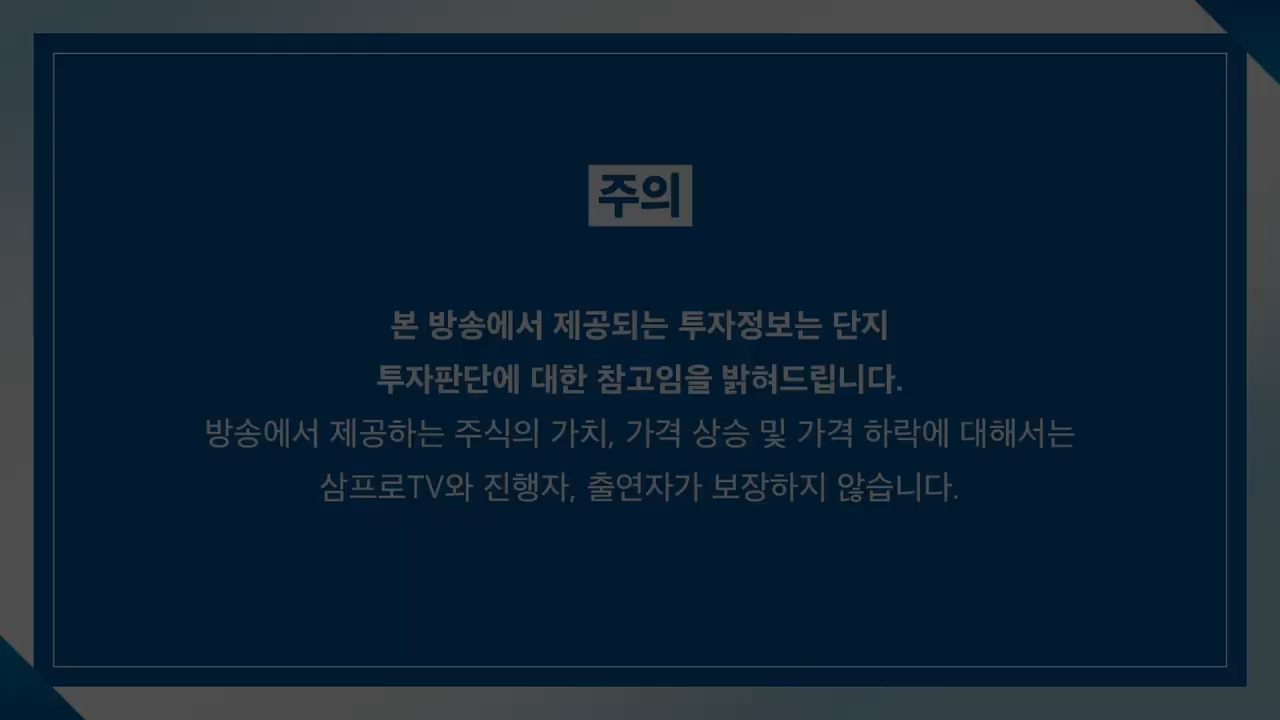 주의
본 방송에서 제공되는 투자정보는 단지
투자판단에 대한 참고임을 밝혀드립니다.
방송에서 제공하는 주식의 가치, 가격 상승 및 가격 하락에 대해서는
삼프로TV와 진행자, 출연자가 보장하지 않습니다.